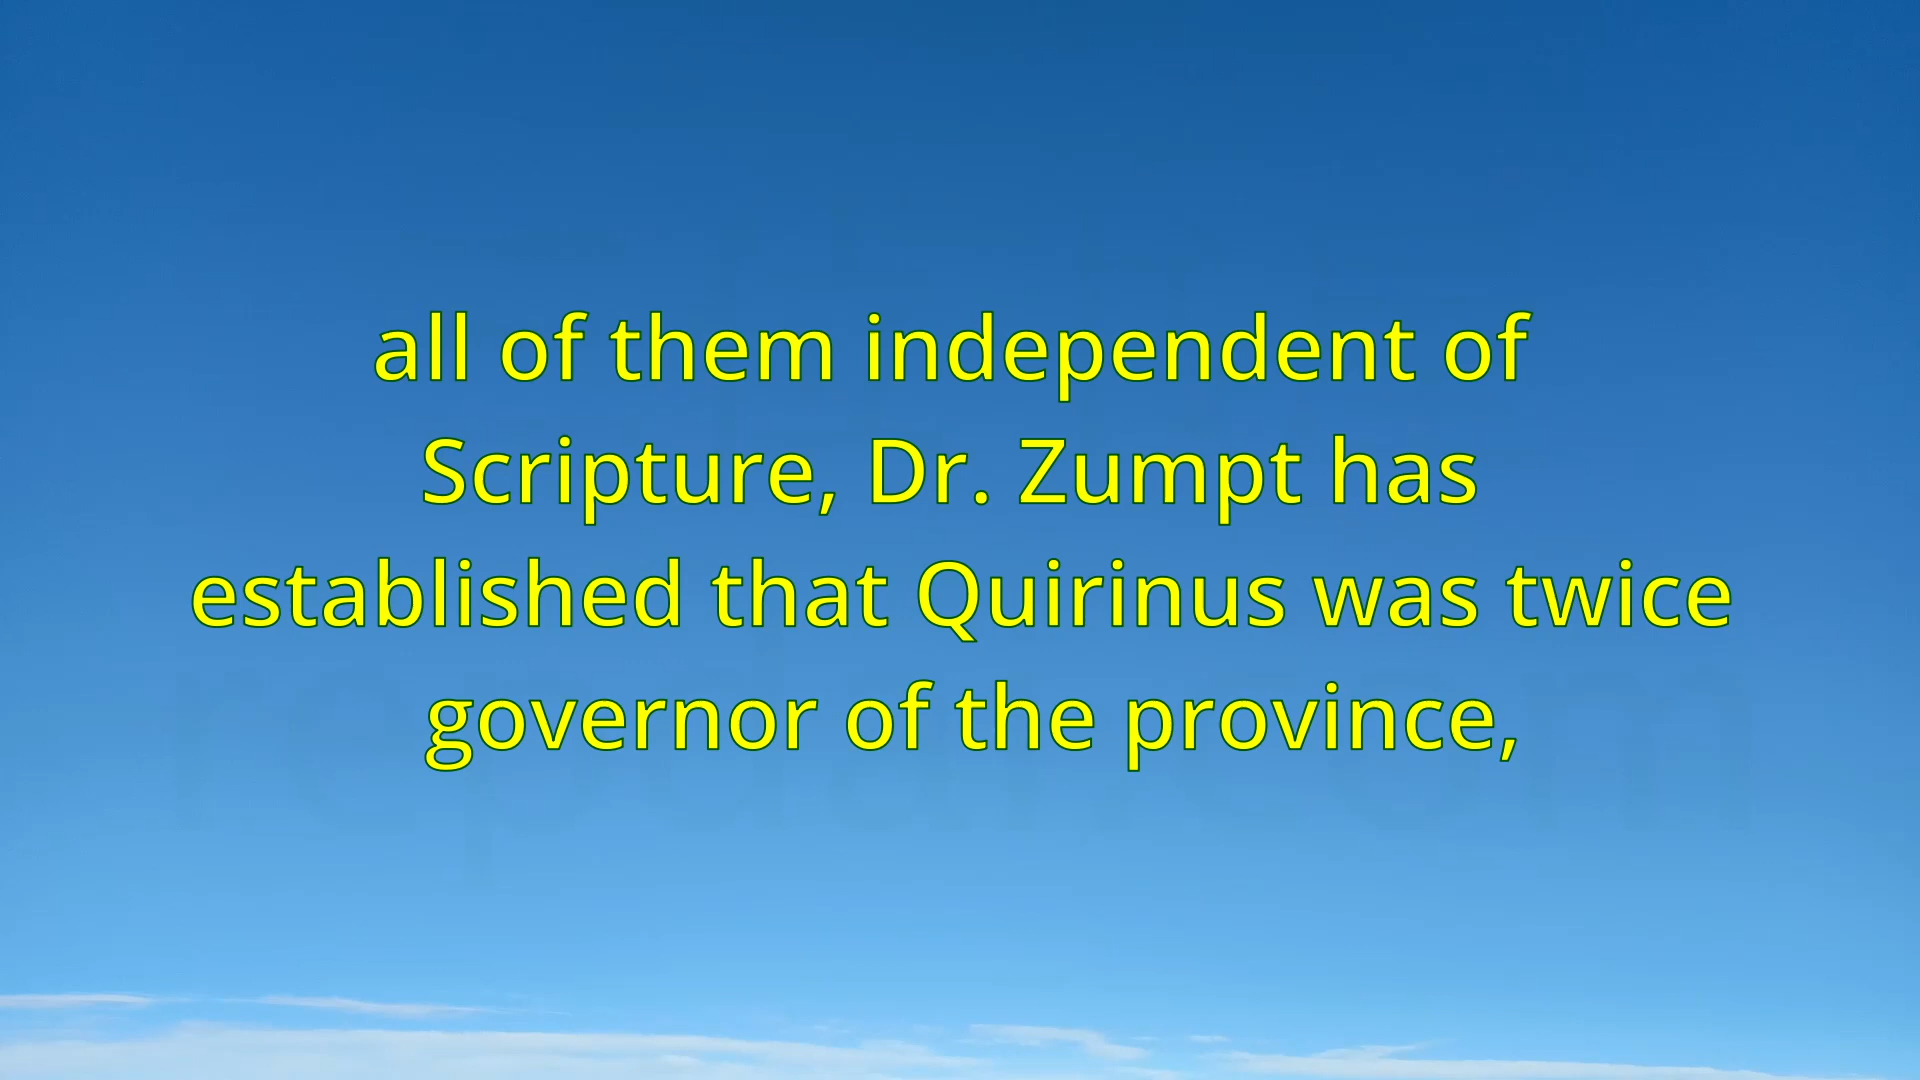 all of them independent of
Scripture, Dr. Zumpt has
established that Quirinus was twice
governor of the province,